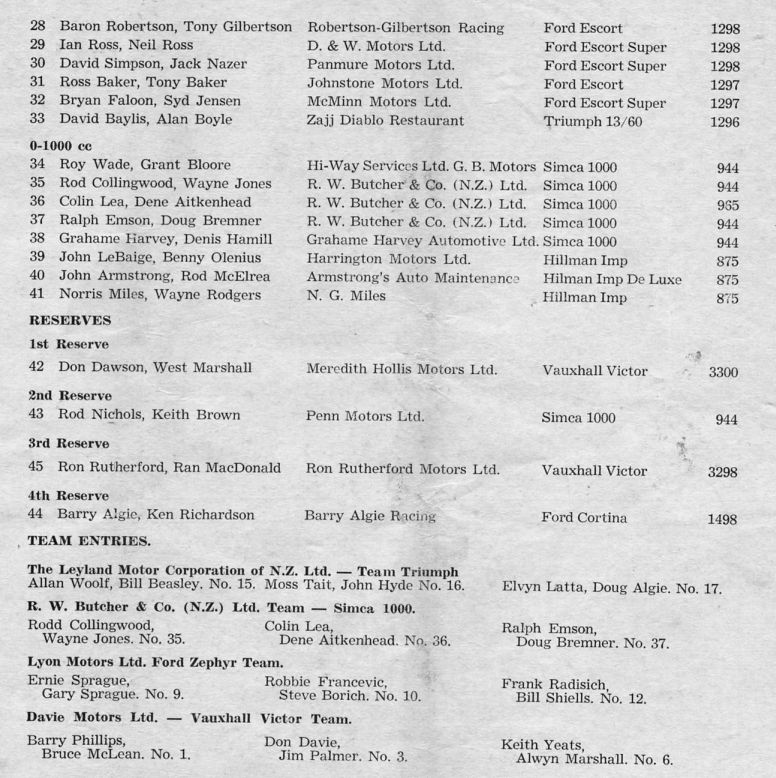 28 Baron Robertson, Tony Gilbertson Robertson-Gilbertson Racing Ford Escort 1298
29 Ian Ross, Neil Ross D. & W. Motors Ltd. Ford Escort Super 1298
30 David Simpson, Jack Nazer Panmure Motors Ltd. Ford Escort Super 1298
31 Ross Baker, Tony Baker Johnstone Motors Ltd. Ford Escort 1297
32 Bryan Faloon, Syd Jensen McMinn Motors Ltd. Ford Escort Super 1297
33 David Baylis, Alan Boyle Zajj Diablo Restaurant Triumph 13/60 1296
0-1000 cc
34 Roy Wade, Grant Bloore Hi-Way Services Ltd. G. B. Motors Simca 1000 944
35 Rod Collingwood, Wayne Jones R. W. Butcher & Co. (N.Z.) Ltd. Simca 1000 944
36 Colin Lea, Dene Aitkenhead R. W. Butcher & Co. (N.Z.) Ltd. Simca 1000 965
37 Ralph Emson, Doug Bremner R. W. Butcher & Co. (N.Z.) Ltd. Simca 1000 944
38 Grahame Harvey, Denis Hamill Grahame Harvey Automotive Ltd. Simca 1000 944
39 John LeBaige, Benny Olenius Harrington Motors Ltd. Hillman Imp 875
40 John Armstrong, Rod McElrea Armstrong's Auto Maintenance Hilman Imp De Luxe 875
41 Norris Miles, Wayne Rodgers N. G. Miles Hillman Imp 875
RESERVES
1st Reserve
42 Don Dawson, West Marshall Meredith Hollis Motors Ltd. Vauxhall Victor 3300
2nd Reserve
43 Rod Nichols, Keith Brown Penn Motors Ltd. Simca 1000 944
3rd Reserve
45 Ron Rutherford, Ran MacDonald Ron Rutherford Motors Ltd. Vauxhall Victor 3298
4th Reserve
44 Barry Algie, Ken Richardson Barry Algie Racing Ford Cortina 1498
TEAM ENTRIES.
The Leyland Motor Corporation of N.Z. Ltd. — Team Triumph
Allan Woolf, Bill Beasley. No. 15. Moss Tait, John Hyde No. 16. Elvyn Latta, Doug Algie. No. 17.
R. W. Butcher & Co. (N.Z.) Ltd. Team — Simca 1000.
Rodd Collingwood, Colin Lea, Ralph Emson,
Wayne Jones. No. 35. Dene Aitkenhead. No. 36. Doug Bremner. No. 37.
Lyon Motors Ltd. Ford Zephyr Team.
Ernie Sprague, Robbie Francevic, Frank Radisich,
Gary Sprague. No. 9. Steve Borich. No. 10. Bill Shiells. No. 12.
Davie Motors Ltd. — Vauxhall Victor Team.
Barry Phillips, Don Davie, Keith Yeats,
Bruce McLean. No. 1. Jim Palmer. No. 3. Alwyn Marshall. No. 6.